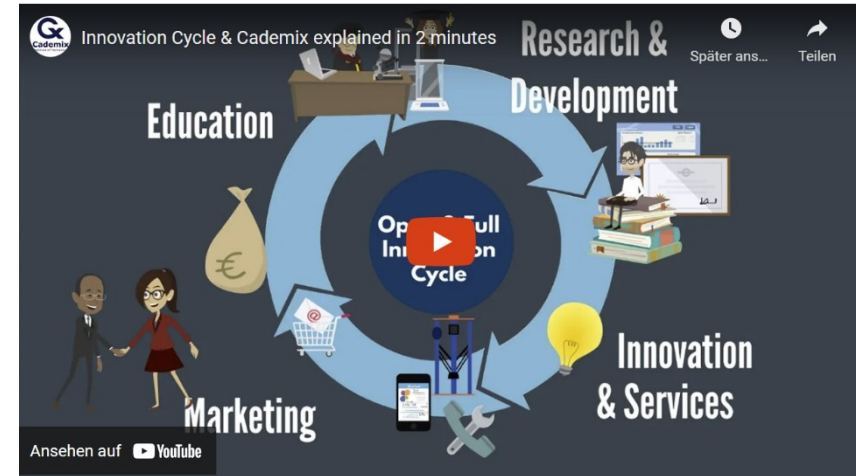 Cademix
Innovation Cycle & Cademix explained in 2 minutes
Später ans...
Teilen
Research &
Development
Education
Cycle
€
@
Innovation
& Services
Marketing
Ansehen auf YouTube